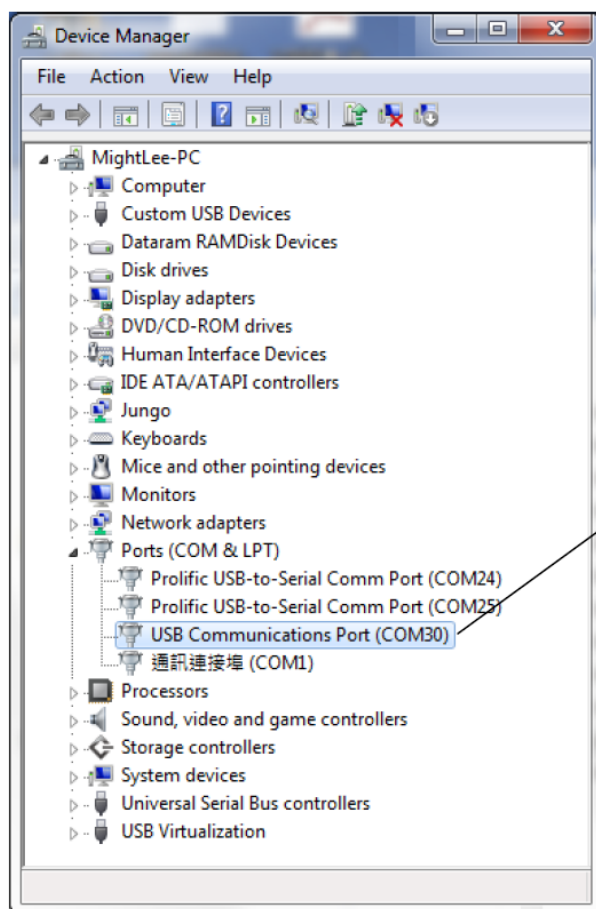 Device Manager
File Action View Help
MightLee-PC
Computer
Custom USB Devices
Dataram RAMDisk Devices
Disk drives
Display adapters
DVD/CD-ROM drives
Human Interface Devices
IDE ATA/ATAPI controllers
Jungo
Keyboards
Mice and other pointing devices
Monitors
Network adapters
Ports (COM & LPT)
Prolific USB-to-Serial Comm Port (COM24)
Prolific USB-to-Serial Comm Port (COM25)
USB Communications Port (COM30)
通訊連接埠 (COM1)
Processors
Sound, video and game controllers
Storage controllers
System devices
Universal Serial Bus controllers
USB Virtualization